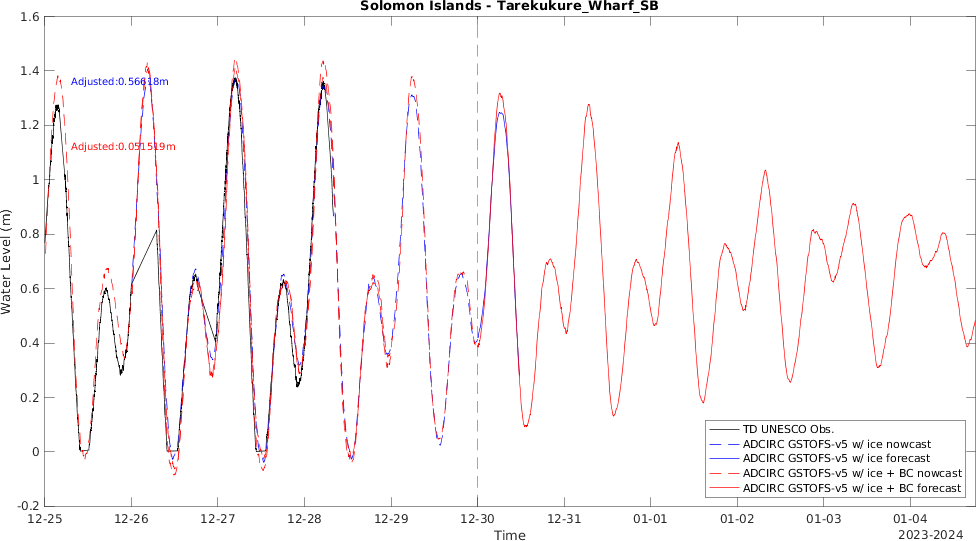 Solomon Islands - Tarekukure_Wharf_SB
1.6
1.4
1.2
1
0.8
0.6
0.4
0.2
0
-0.2
Water Level (m)
Adjusted:0.56618m
Adjusted:0.051519m
TD UNESCO Obs.
ADCIRC GSTOFS-v5 w/ ice nowcast
ADCIRC GSTOFS-v5 w/ ice forecast
ADCIRC GSTOFS-v5 w/ ice + BC nowcast
ADCIRC GSTOFS-v5 w/ ice + BC forecast
12-25 12-26 12-27 12-28 12-29 12-30 12-31 01-01 01-02 01-03 01-04
Time
2023-2024